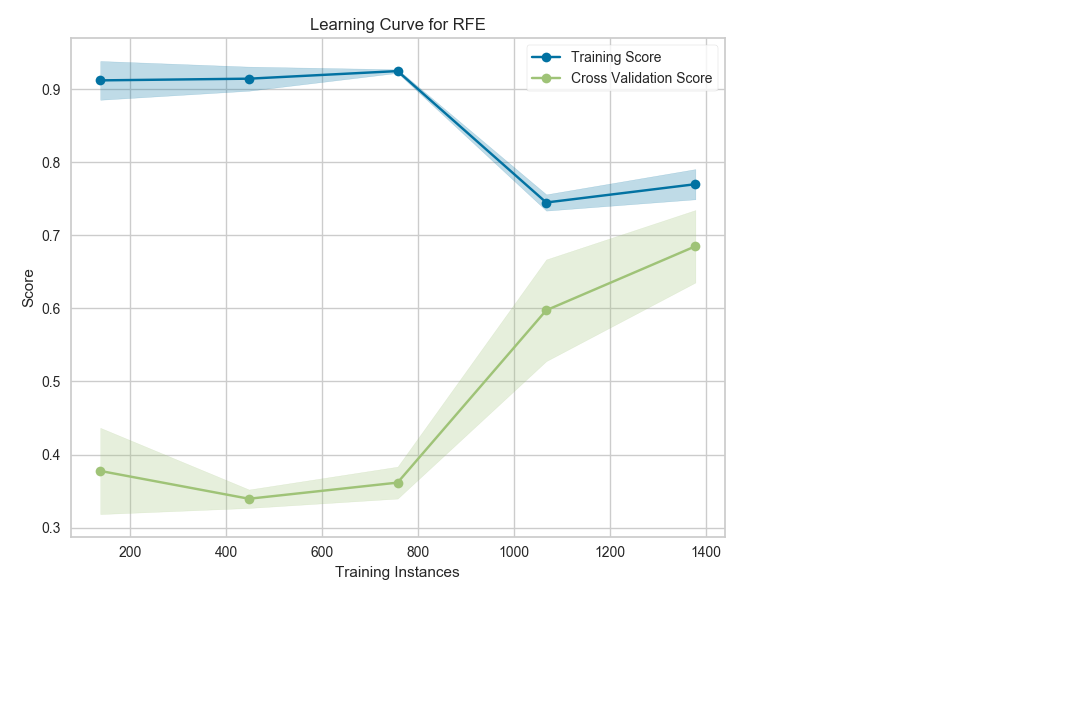 Learning Curve for RFE
Training Score
Cross Validation Score
0.9
0.8
0.7
0.6
0.5
0.4
0.3
Score
200 400 600 800 1000 1200 1400
Training Instances